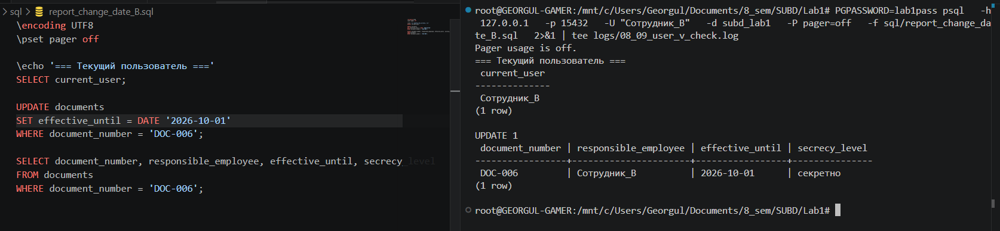 sql > report_change_date_B.sql
\encoding UTF8
\pset pager off
\echo '=== Текущий пользователь ==='
SELECT current_user;
UPDATE documents
SET effective_until = DATE '2026-10-01'
WHERE document_number = 'DOC-006';
SELECT document_number, responsible_employee, effective_until, secrecy_level
FROM documents
WHERE document_number = 'DOC-006';
root@GEORGUL-GAMER:/mnt/c/Users/Georgul/Documents/8_sem/SUBD/Lab1# PGPASSWORD=lab1pass psql   -h
 127.0.0.1   -p 15432   -U "Сотрудник_В"   -d subd_lab1   -P pager=off   -f sql/report_change_da
te_B.sql   2>&1 | tee logs/08_09_user_v_check.log
Pager usage is off.
=== Текущий пользователь ===
 current_user
--------------
 Сотрудник_В
(1 row)
UPDATE 1
 document_number | responsible_employee | effective_until | secrecy_level
-----------------+----------------------+-----------------+---------------
 DOC-006         | Сотрудник_В          | 2026-10-01      | секретно
(1 row)
root@GEORGUL-GAMER:/mnt/c/Users/Georgul/Documents/8_sem/SUBD/Lab1#